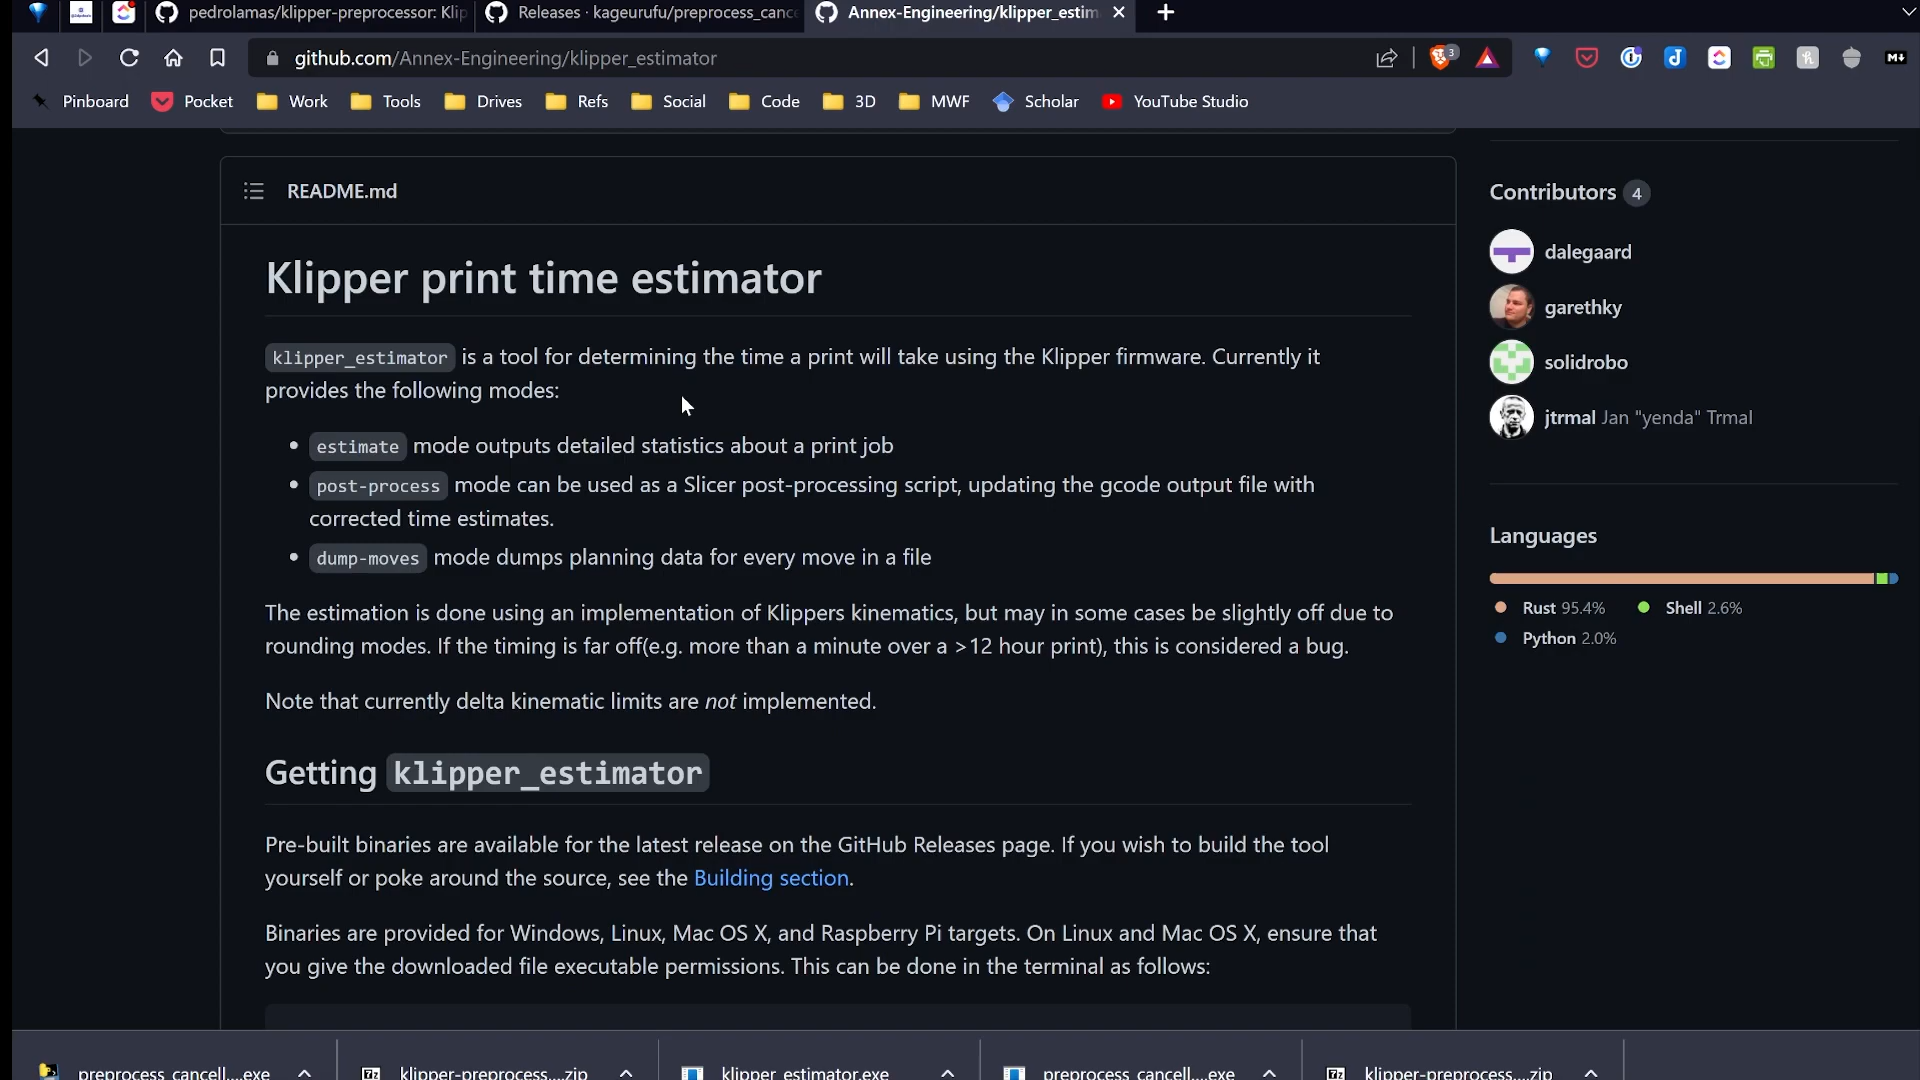 pedrolamas/klipper-preprocessor: Klip
Releases · kageurufu/preprocess_cance
Annex-Engineering/klipper_estim
github.com/Annex-Engineering/klipper_estimator
3
M↓
Pinboard
Pocket
Work
Tools
Drives
Refs
Social
Code
3D
MWF
Scholar
YouTube Studio
README.md
Klipper print time estimator
klipper_estimator is a tool for determining the time a print will take using the Klipper firmware. Currently it
provides the following modes:
• estimate mode outputs detailed statistics about a print job
• post-process mode can be used as a Slicer post-processing script, updating the gcode output file with
corrected time estimates.
• dump-moves mode dumps planning data for every move in a file
The estimation is done using an implementation of Klippers kinematics, but may in some cases be slightly off due to
rounding modes. If the timing is far off(e.g. more than a minute over a >12 hour print), this is considered a bug.
Note that currently delta kinematic limits are not implemented.
Getting klipper_estimator
Pre-built binaries are available for the latest release on the GitHub Releases page. If you wish to build the tool
yourself or poke around the source, see the Building section.
Binaries are provided for Windows, Linux, Mac OS X, and Raspberry Pi targets. On Linux and Mac OS X, ensure that
you give the downloaded file executable permissions. This can be done in the terminal as follows:
Contributors 4
dalegaard
garethky
solidrobo
jtrmal Jan "yenda" Trmal
Languages
Rust 95.4%
Shell 2.6%
Python 2.0%
preprocess_cancell....exe
klipper-preprocess....zip
klipper_estimator.exe
preprocess_cancell....exe
klipper-preprocess....zip